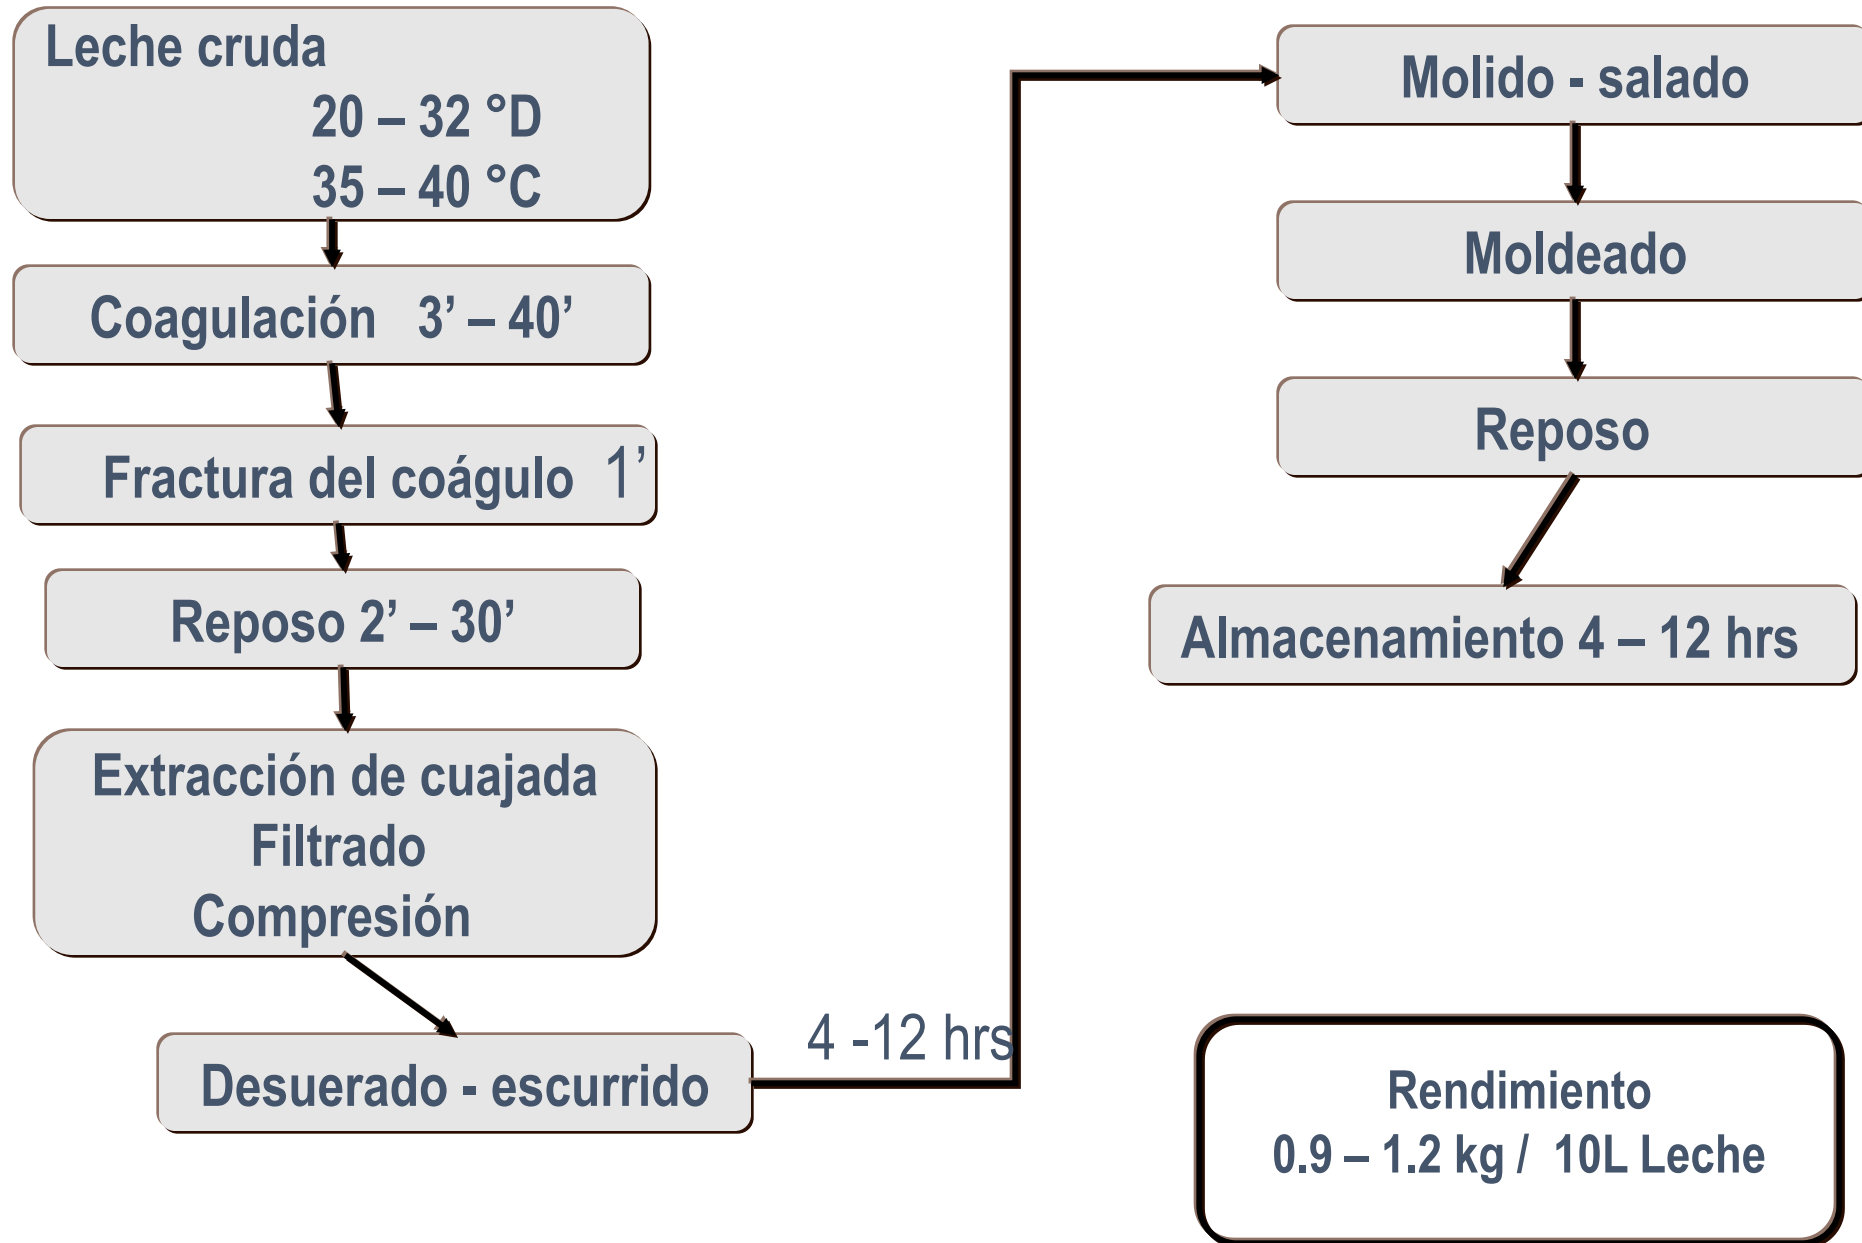 Leche cruda
20 – 32 °D
35 – 40 °C
Coagulación 3’ – 40’
Fractura del coágulo 1’
Reposo 2’ – 30’
Extracción de cuajada
Filtrado
Compresión
Desuerado - escurrido
4 -12 hrs
Molido - salado
Moldeado
Reposo
Almacenamiento 4 – 12 hrs
Rendimiento
0.9 – 1.2 kg / 10L Leche